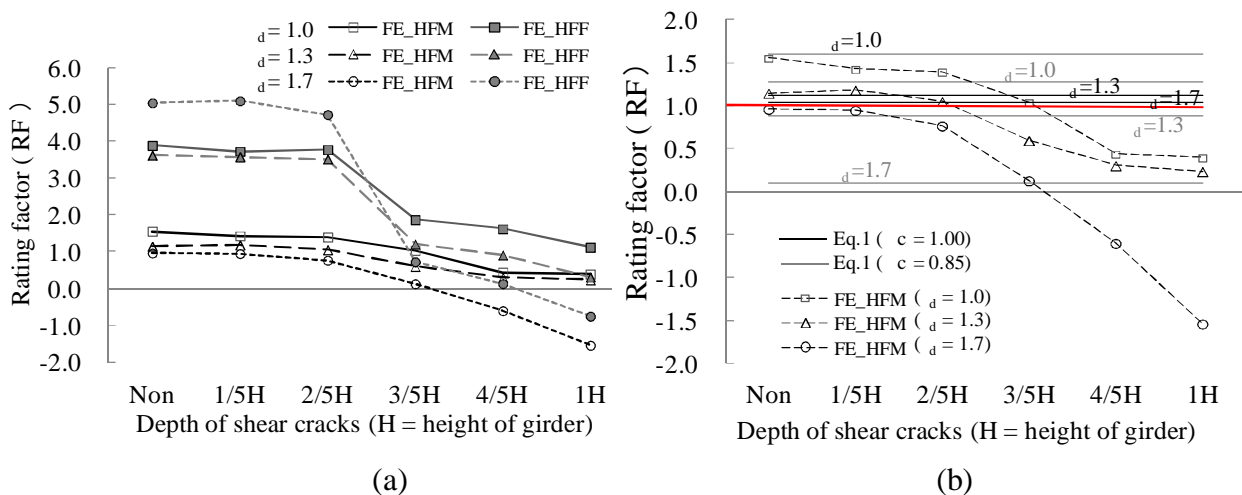 d = 1.0 FE_HFM FE_HFF
d = 1.3 FE_HFM FE_HFF
d = 1.7 FE_HFM FE_HFF
Rating factor ( RF )
6.0
5.0
4.0
3.0
2.0
1.0
0.0
-1.0
-2.0
Non 1/5H 2/5H 3/5H 4/5H 1H
Depth of shear cracks (H = height of girder)
(a)
Rating factor ( RF )
2.0
1.5
1.0
0.5
0.0
-0.5
-1.0
-1.5
-2.0
d =1.0
d =1.0
d =1.3
d =1.7
d =1.3
d =1.7
Eq.1 ( c = 1.00)
Eq.1 ( c = 0.85)
FE_HFM ( d = 1.0)
FE_HFM ( d = 1.3)
FE_HFM ( d = 1.7)
Non 1/5H 2/5H 3/5H 4/5H 1H
Depth of shear cracks (H = height of girder)
(b)